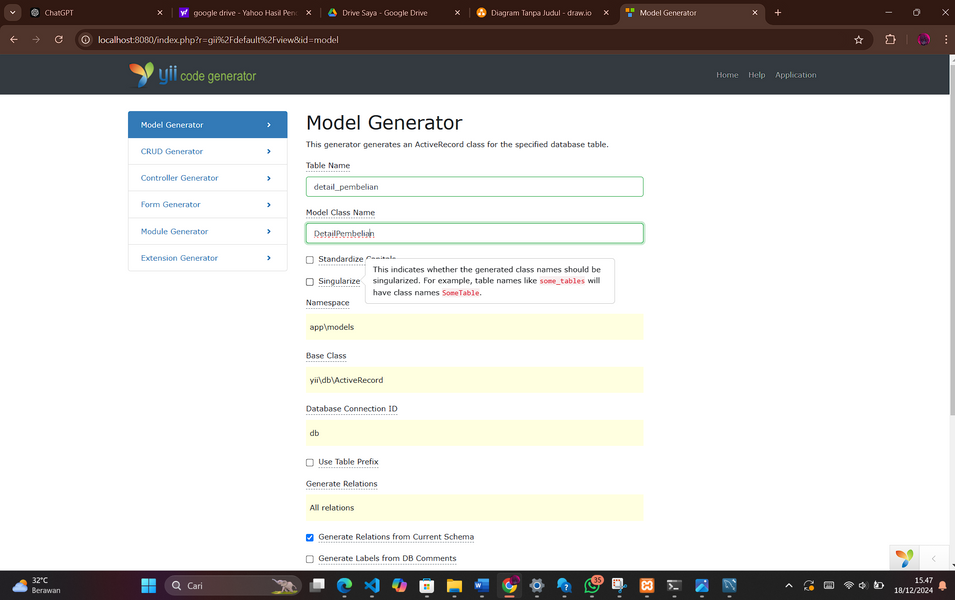 ChatGPT
google drive - Yahoo Hasil Pen
Drive Saya - Google Drive
Diagram Tanpa Judul - draw.io
Model Generator
localhost:8080/index.php?r=gii%2Fdefault%2Fview&id=model
yii code generator
Home Help Application
Model Generator
CRUD Generator
Controller Generator
Form Generator
Module Generator
Extension Generator
Model Generator
This generator generates an ActiveRecord class for the specified database table.
Table Name
detail_pembelian
Model Class Name
DetailPembelian
Standardize Capitals
This indicates whether the generated class names should be
singularized. For example, table names like some_tables will
have class names SomeTable.
Singularize
Namespace
app\models
Base Class
yii\db\ActiveRecord
Database Connection ID
db
Use Table Prefix
Generate Relations
All relations
Generate Relations from Current Schema
Generate Labels from DB Comments
32°C
Berawan
Cari
35
15.47
18/12/2024